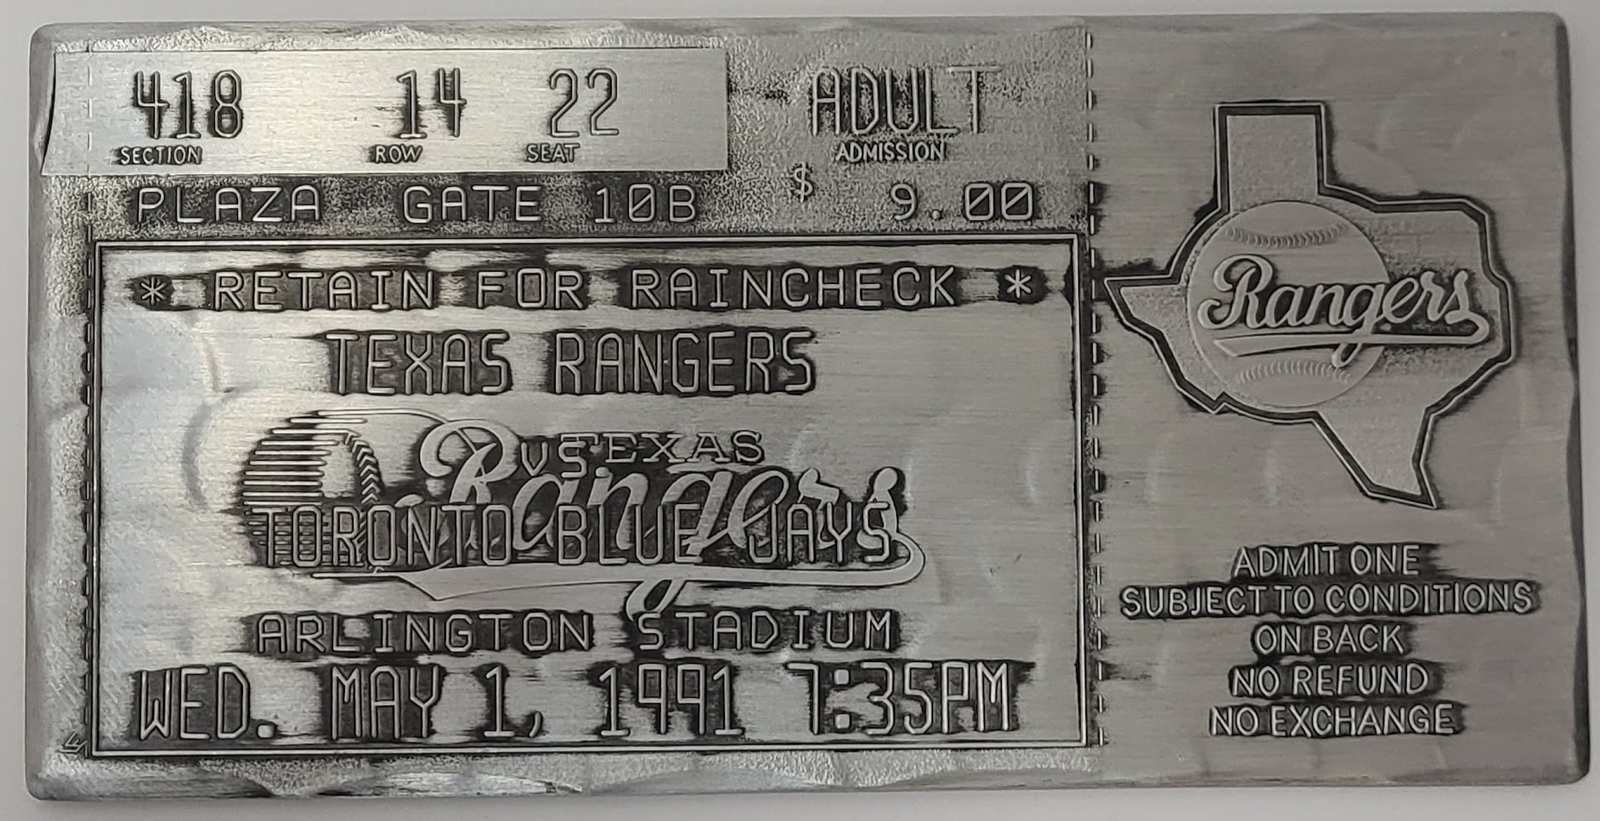 418 14 22 ADULT
SECTION ROW SEAT ADMISSION
PLAZA GATE 10B $ 9.00
* RETAIN FOR RAINCHECK *
TEXAS RANGERS
VS TEXAS
Rangers
TORONTO BLUE JAYS
ARLINGTON STADIUM
WED. MAY 1, 1991 7:35PM
Rangers
ADMIT ONE
SUBJECT TO CONDITIONS
ON BACK
NO REFUND
NO EXCHANGE